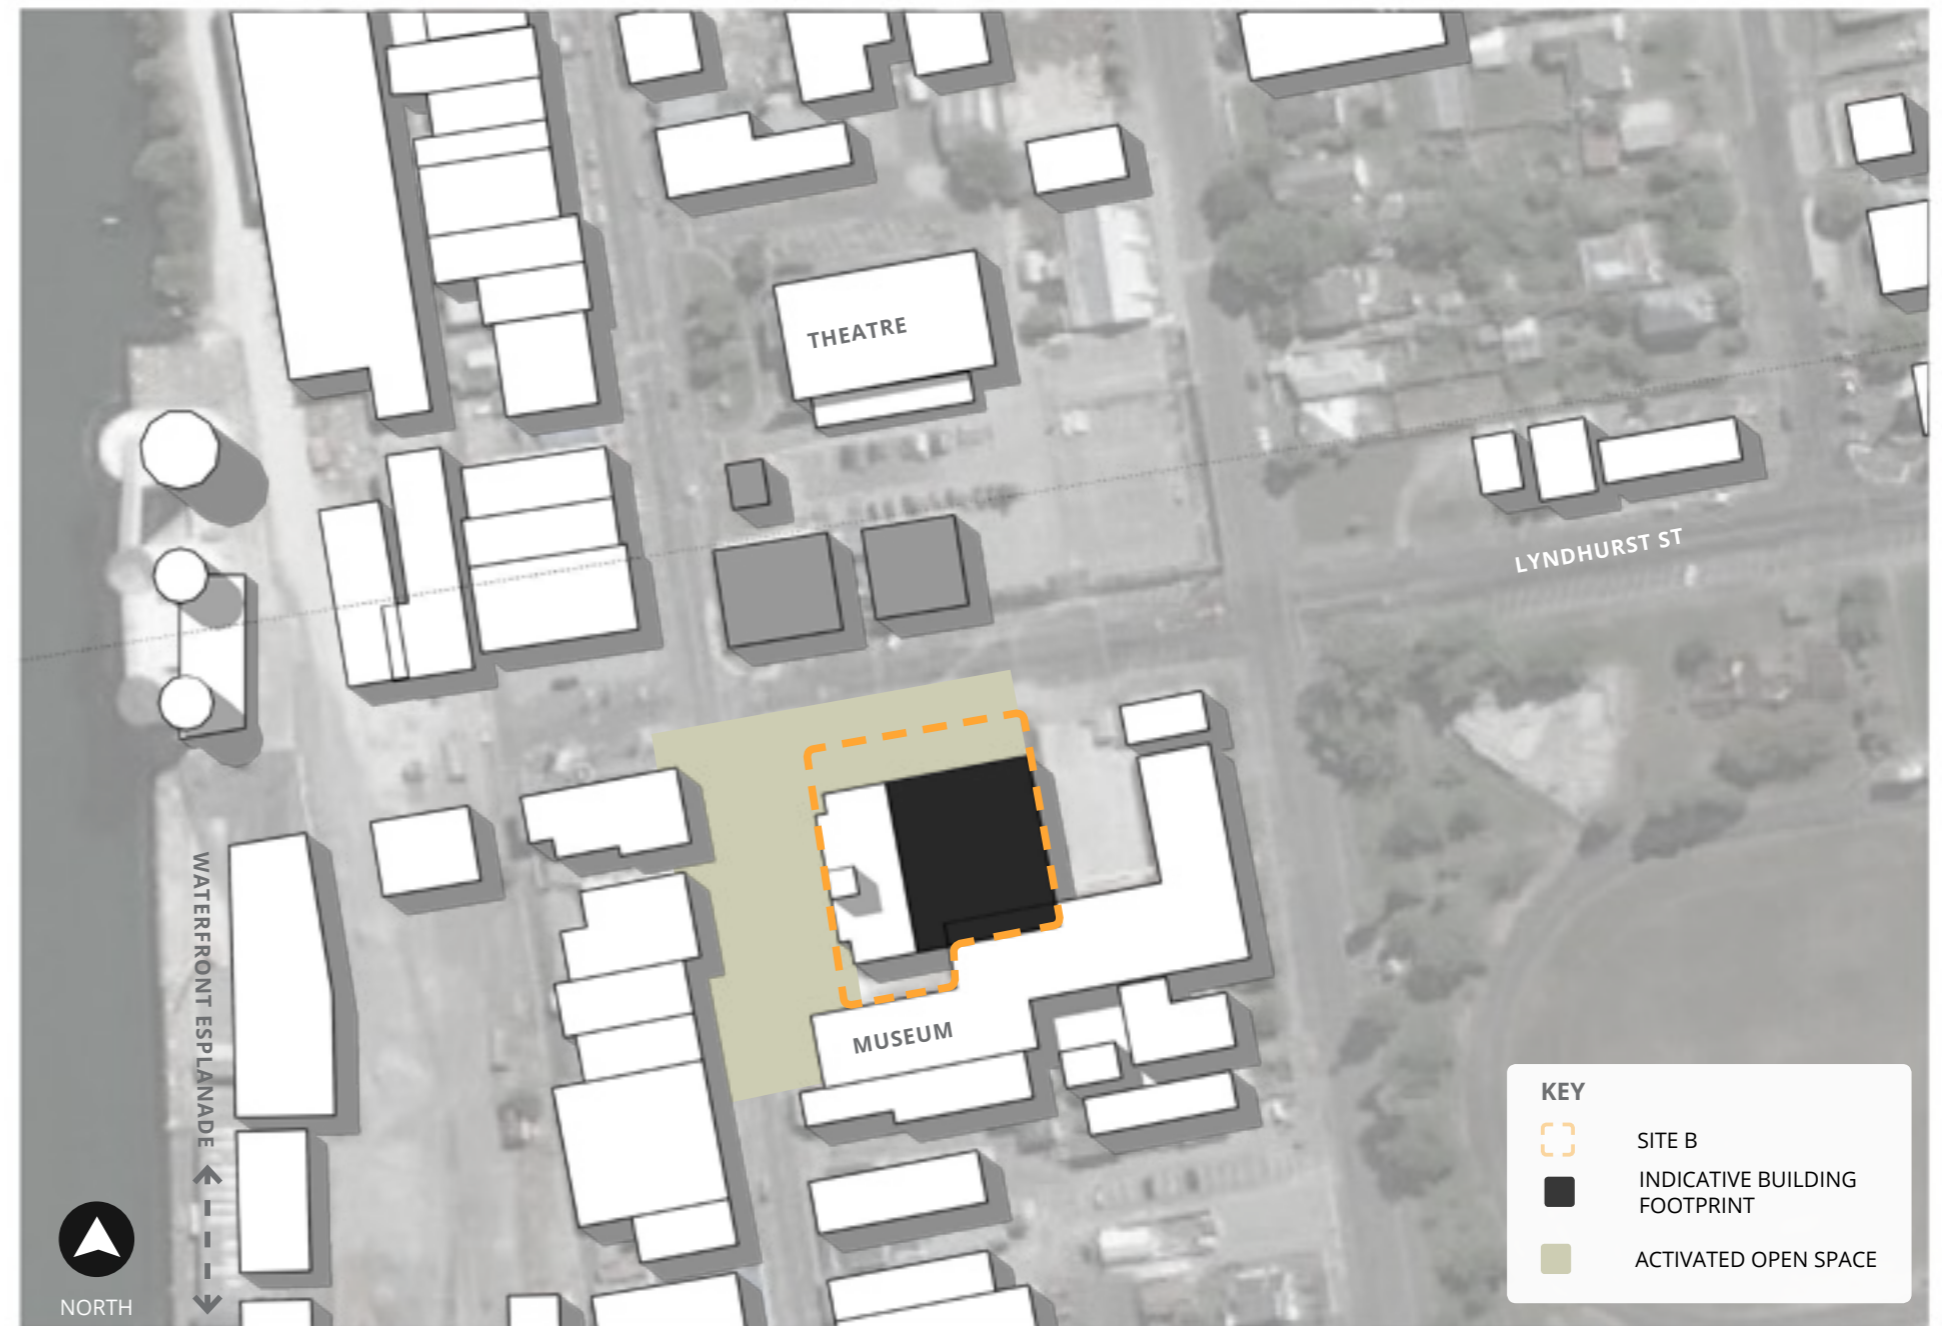 THEATRE
LYNDHURST ST
WATERFRONT ESPLANADE
MUSEUM
KEY
SITE B
INDICATIVE BUILDING
FOOTPRINT
ACTIVATED OPEN SPACE
NORTH